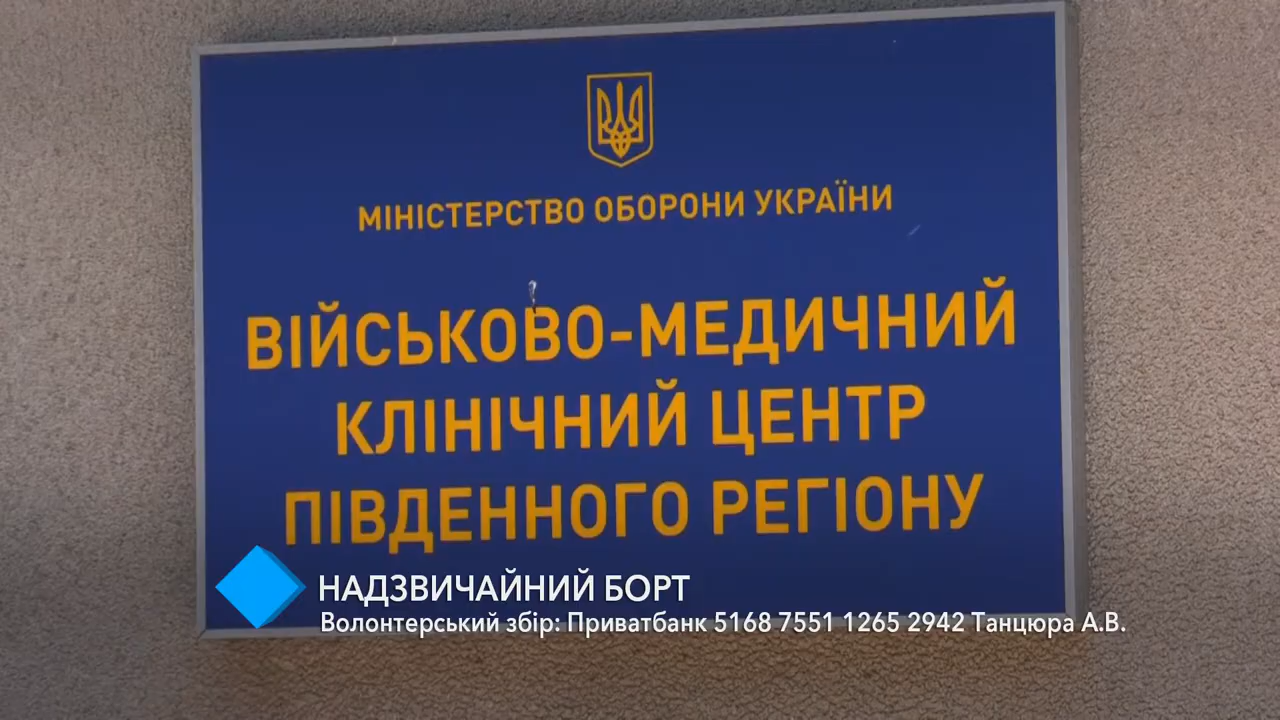 МІНІСТЕРСТВО ОБОРОНИ УКРАЇНИ
ВІЙСЬКОВО-МЕДИЧНИЙ
КЛІНІЧНИЙ ЦЕНТР
ПІВДЕННОГО РЕГІОНУ
НАДЗВИЧАЙНИЙ БОРТ
Волонтерський збір: Приватбанк 5168 7551 1265 2942 Танцюра А.В.